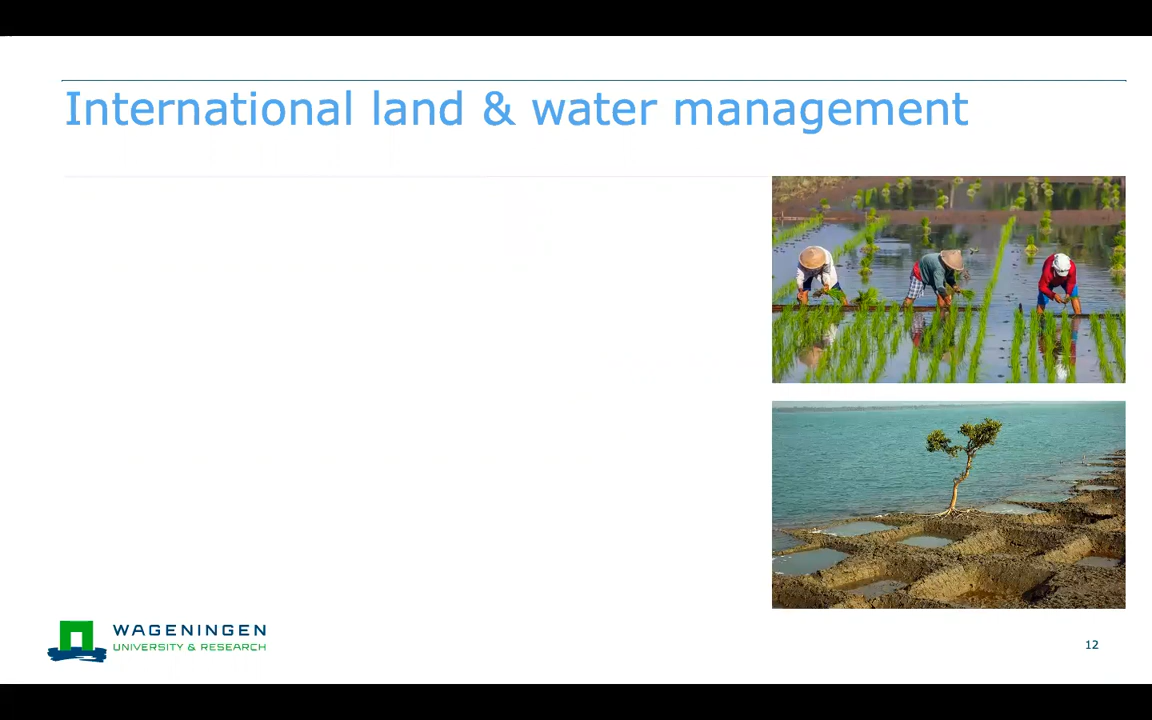 International land & water management
WAGENINGEN
UNIVERSITY & RESEARCH
12